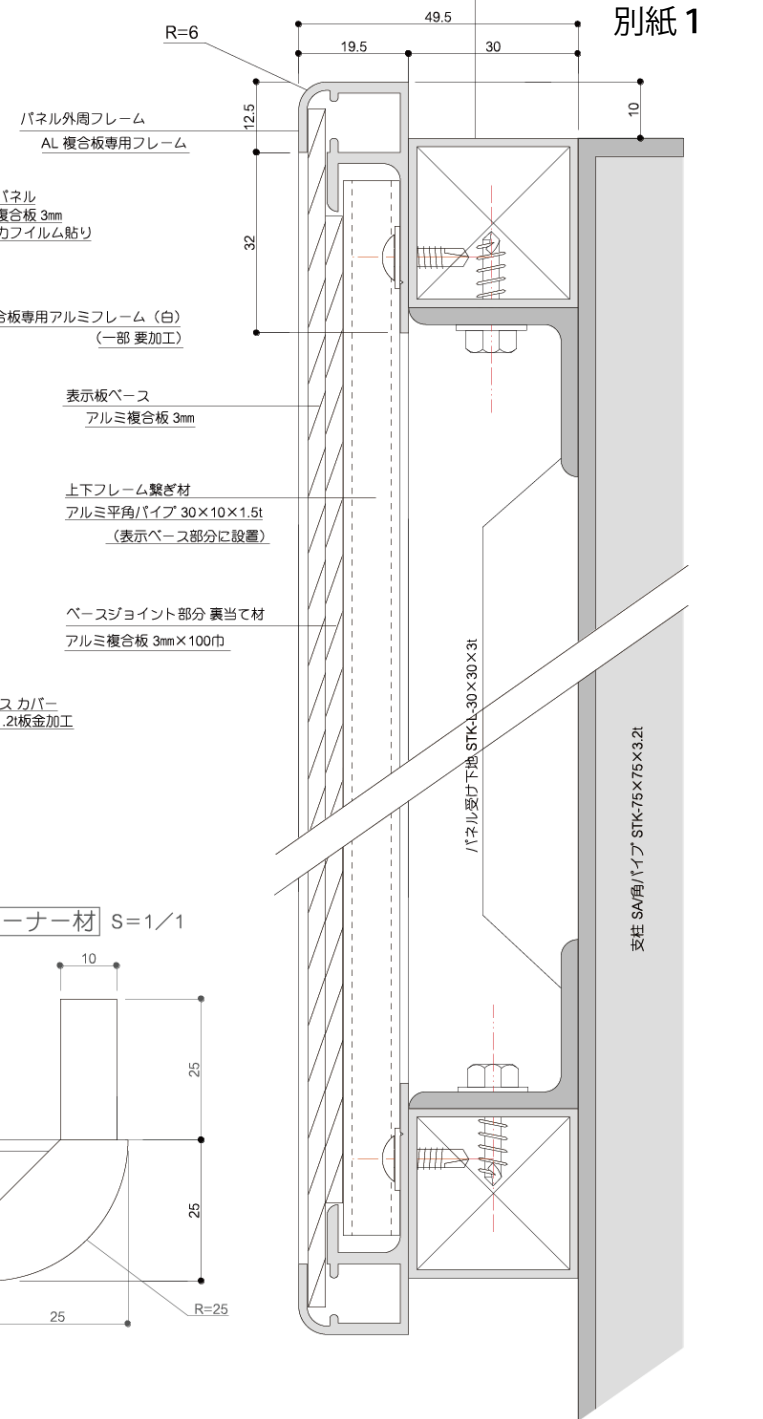 別紙1
49.5
R=6
19.5
30
12.5
10
パネル外周フレーム
AL 複合板専用フレーム
パネル
複合板 3㎜
カフイルム貼り
32
合板専用アルミフレーム（白）
（一部 要加工）
表示板ベース
アルミ複合板 3㎜
上下フレーム繋ぎ材
アルミ平角パイプ 30×10×1.5t
（表示ベース部分に設置）
ベースジョイント部分 裏当て材
アルミ複合板 3㎜×100巾
パネル受け下地 STK-L-30×30×3t
ス カバー
.2t板金加工
支柱 SA/角パイプ STK-75×75×3.2t
ーナー材 S=1／1
10
25
25
25
R=25